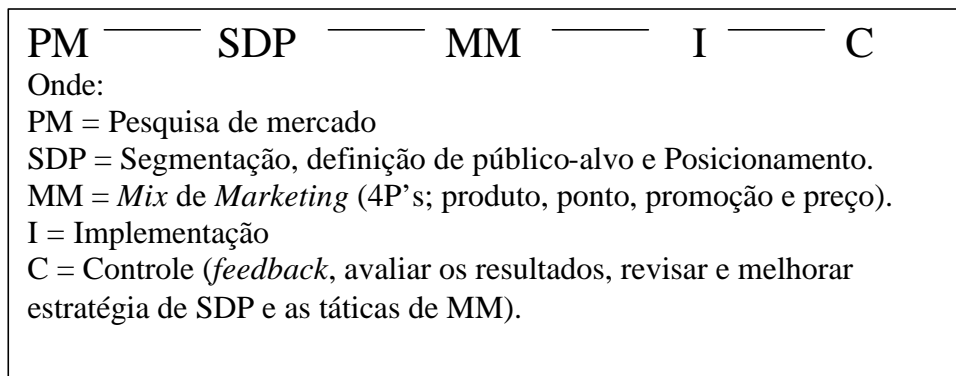 PM SDP MM I C
Onde:
PM = Pesquisa de mercado
SDP = Segmentação, definição de público-alvo e Posicionamento.
MM = Mix de Marketing (4P’s; produto, ponto, promoção e preço).
I = Implementação
C = Controle (feedback, avaliar os resultados, revisar e melhorar
estratégia de SDP e as táticas de MM).